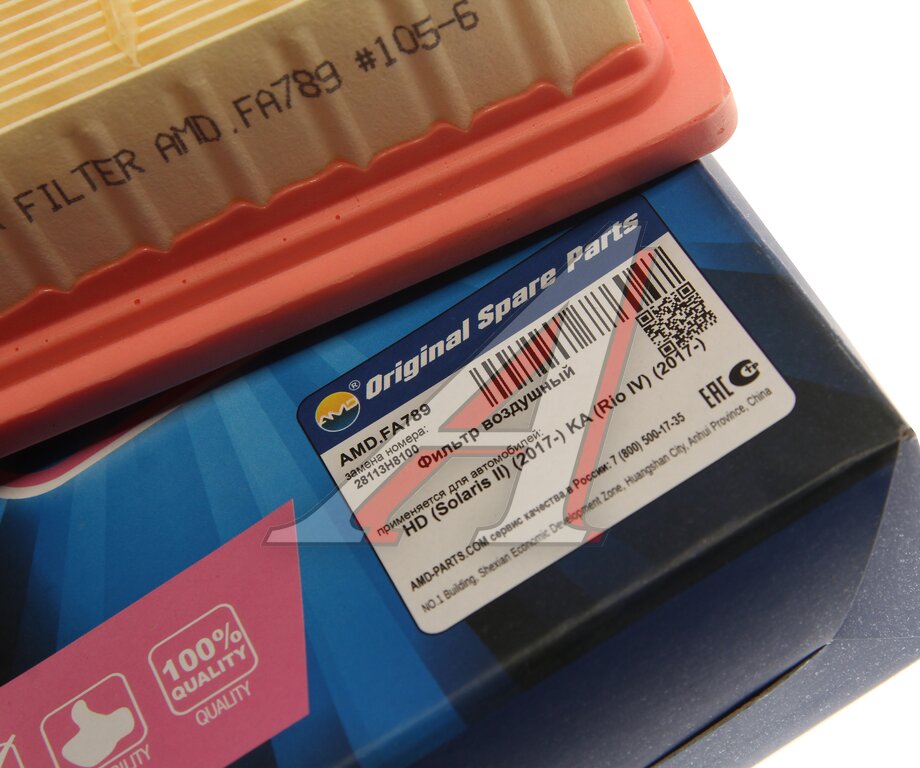 FILTER AMD.FA789 #105-6
Original Spare Parts
AMD ®
AMD.FA789
замена номера:
28113H8100
Фильтр воздушный
применяется для автомобилей:
HD (Solaris II) (2017-) KA (Rio IV) (2017-)
EAC
AMD-PARTS.COM сервис качества в России: 7 (800) 500-17-35
NO.1 Building, Shexian Economic Development Zone, Huangshan City, Anhui Province, China
100%
QUALITY
QUALITY